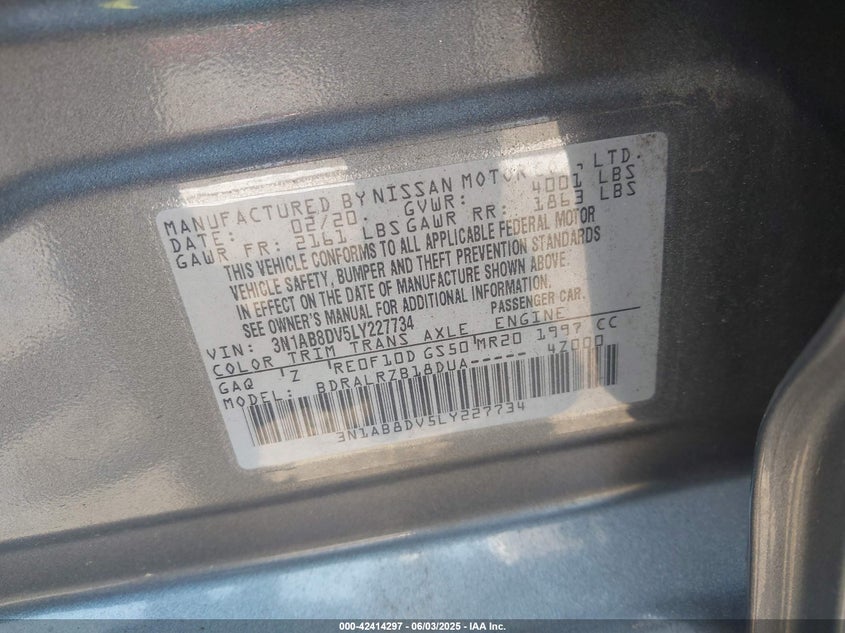 MANUFACTURED BY NISSAN MOTOR CO., LTD.
DATE: 02/20 GVWR: 4001 LBS
GAWR FR: 2161 LBS GAWR RR: 1863 LBS
THIS VEHICLE CONFORMS TO ALL APPLICABLE FEDERAL MOTOR
VEHICLE SAFETY, BUMPER AND THEFT PREVENTION STANDARDS
IN EFFECT ON THE DATE OF MANUFACTURE SHOWN ABOVE.
SEE OWNER'S MANUAL FOR ADDITIONAL INFORMATION.
VIN: 3N1AB8DV5LY227734 PASSENGER CAR.
COLOR TRIM TRANS AXLE ENGINE
GAQ Z RE0F10D GS50 MR20 1997 CC
MODEL: BDRALRZB18DUA----- 4Z000
3N1AB8DV5LY227734
000-42414297 - 06/03/2025 - IAA Inc.